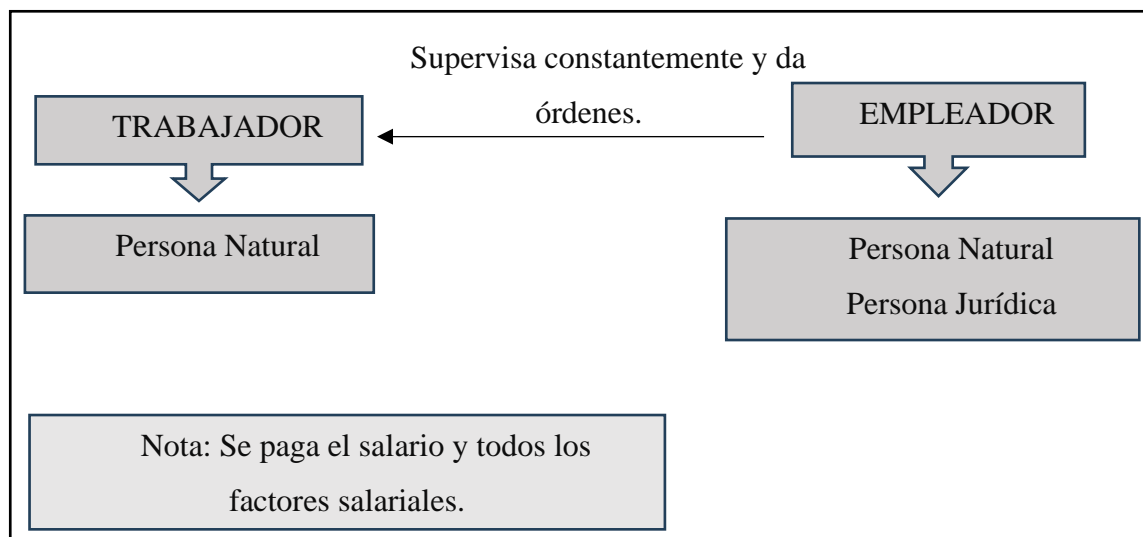 Supervisa constantemente y da
órdenes.
TRABAJADOR
EMPLEADOR
Persona Natural
Persona Natural
Persona Jurídica
Nota: Se paga el salario y todos los
factores salariales.